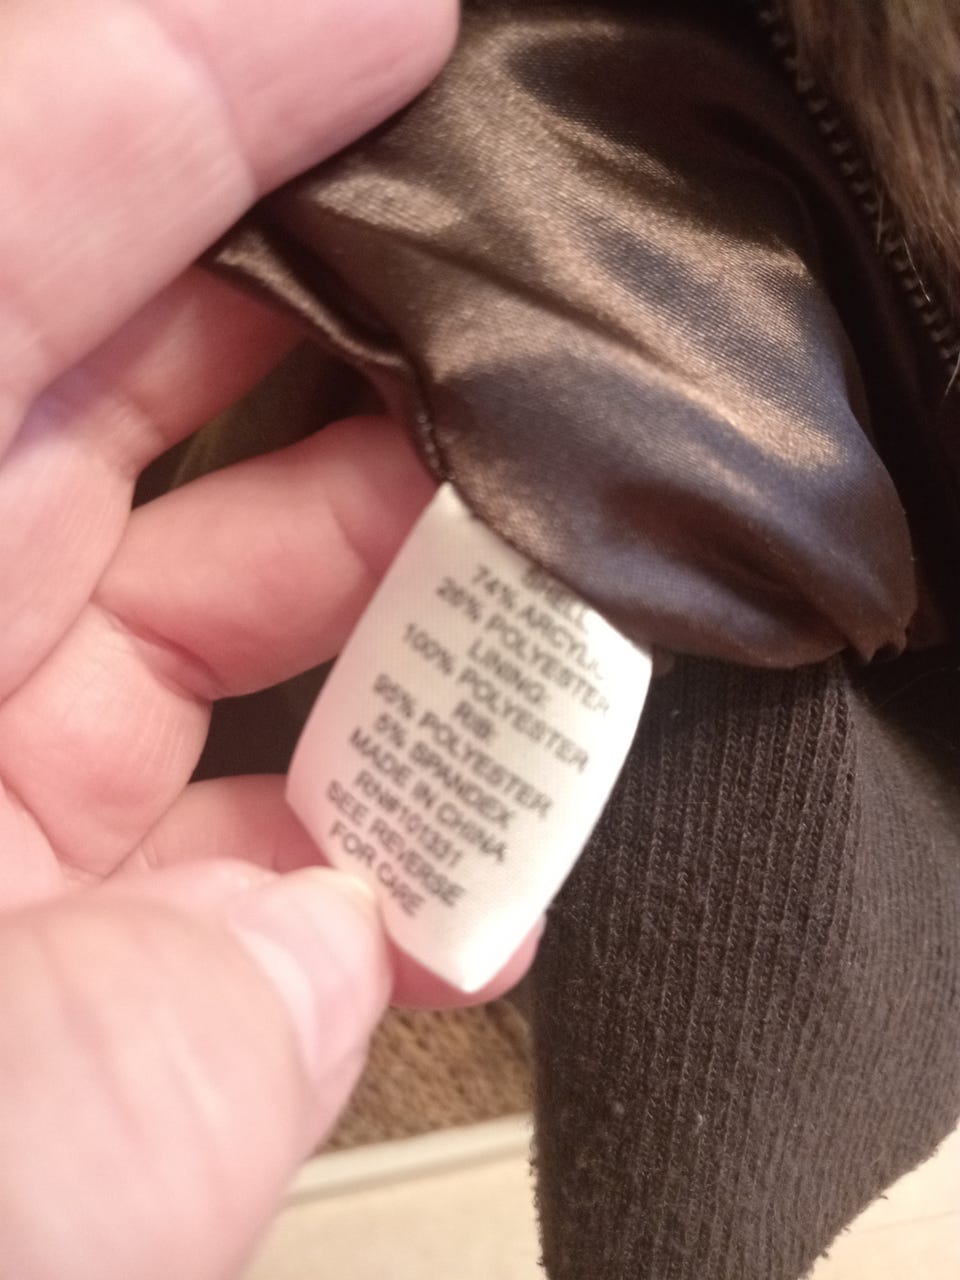 SHELL
74% ARCYLIC
26% POLYESTER
LINING:
100% POLYESTER
RIB:
95% POLYESTER
5% SPANDEX
MADE IN CHINA
RN#101331
SEE REVERSE
FOR CARE